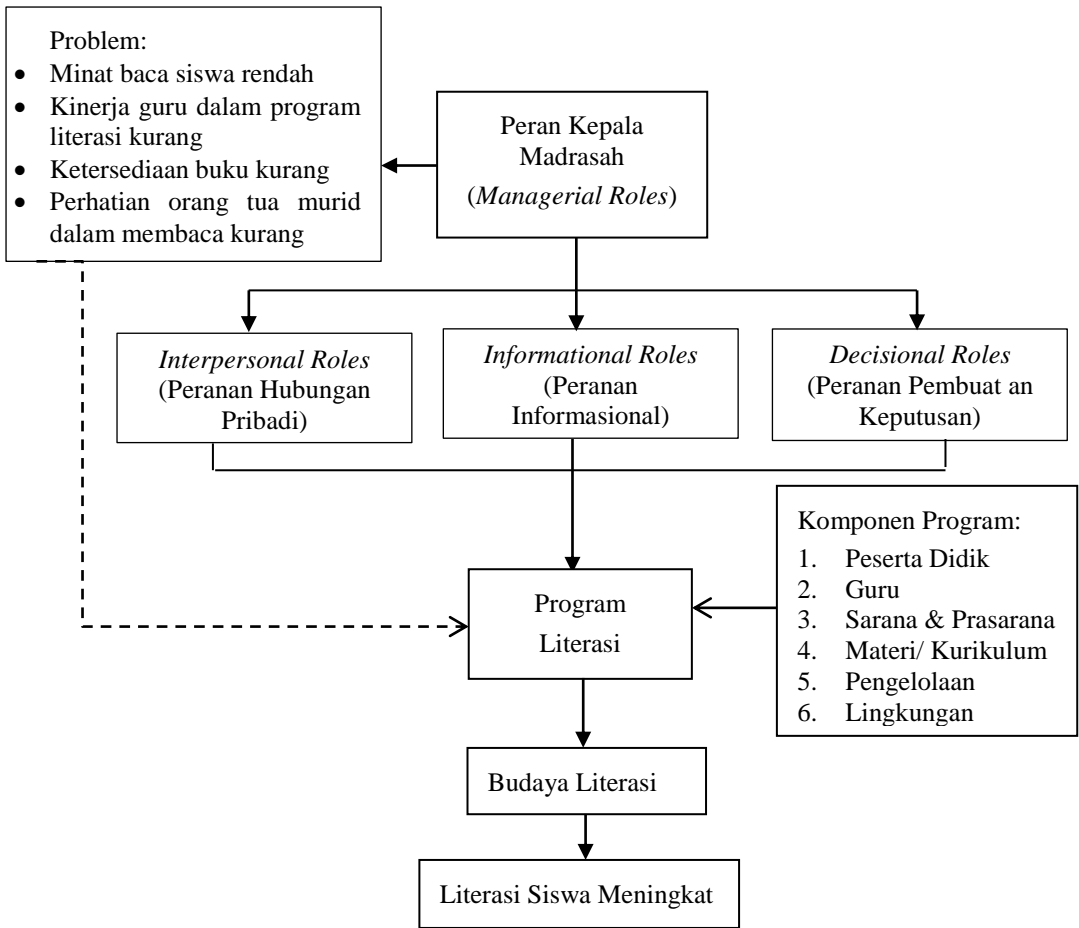 Problem:
• Minat baca siswa rendah
• Kinerja guru dalam program
literasi kurang
• Ketersediaan buku kurang
• Perhatian orang tua murid
dalam membaca kurang
Peran Kepala
Madrasah
(Managerial Roles)
Interpersonal Roles
(Peranan Hubungan
Pribadi)
Informational Roles
(Peranan
Informasional)
Decisional Roles
(Peranan Pembuat an
Keputusan)
Komponen Program:
1. Peserta Didik
2. Guru
3. Sarana & Prasarana
4. Materi/ Kurikulum
5. Pengelolaan
6. Lingkungan
Program
Literasi
Budaya Literasi
Literasi Siswa Meningkat